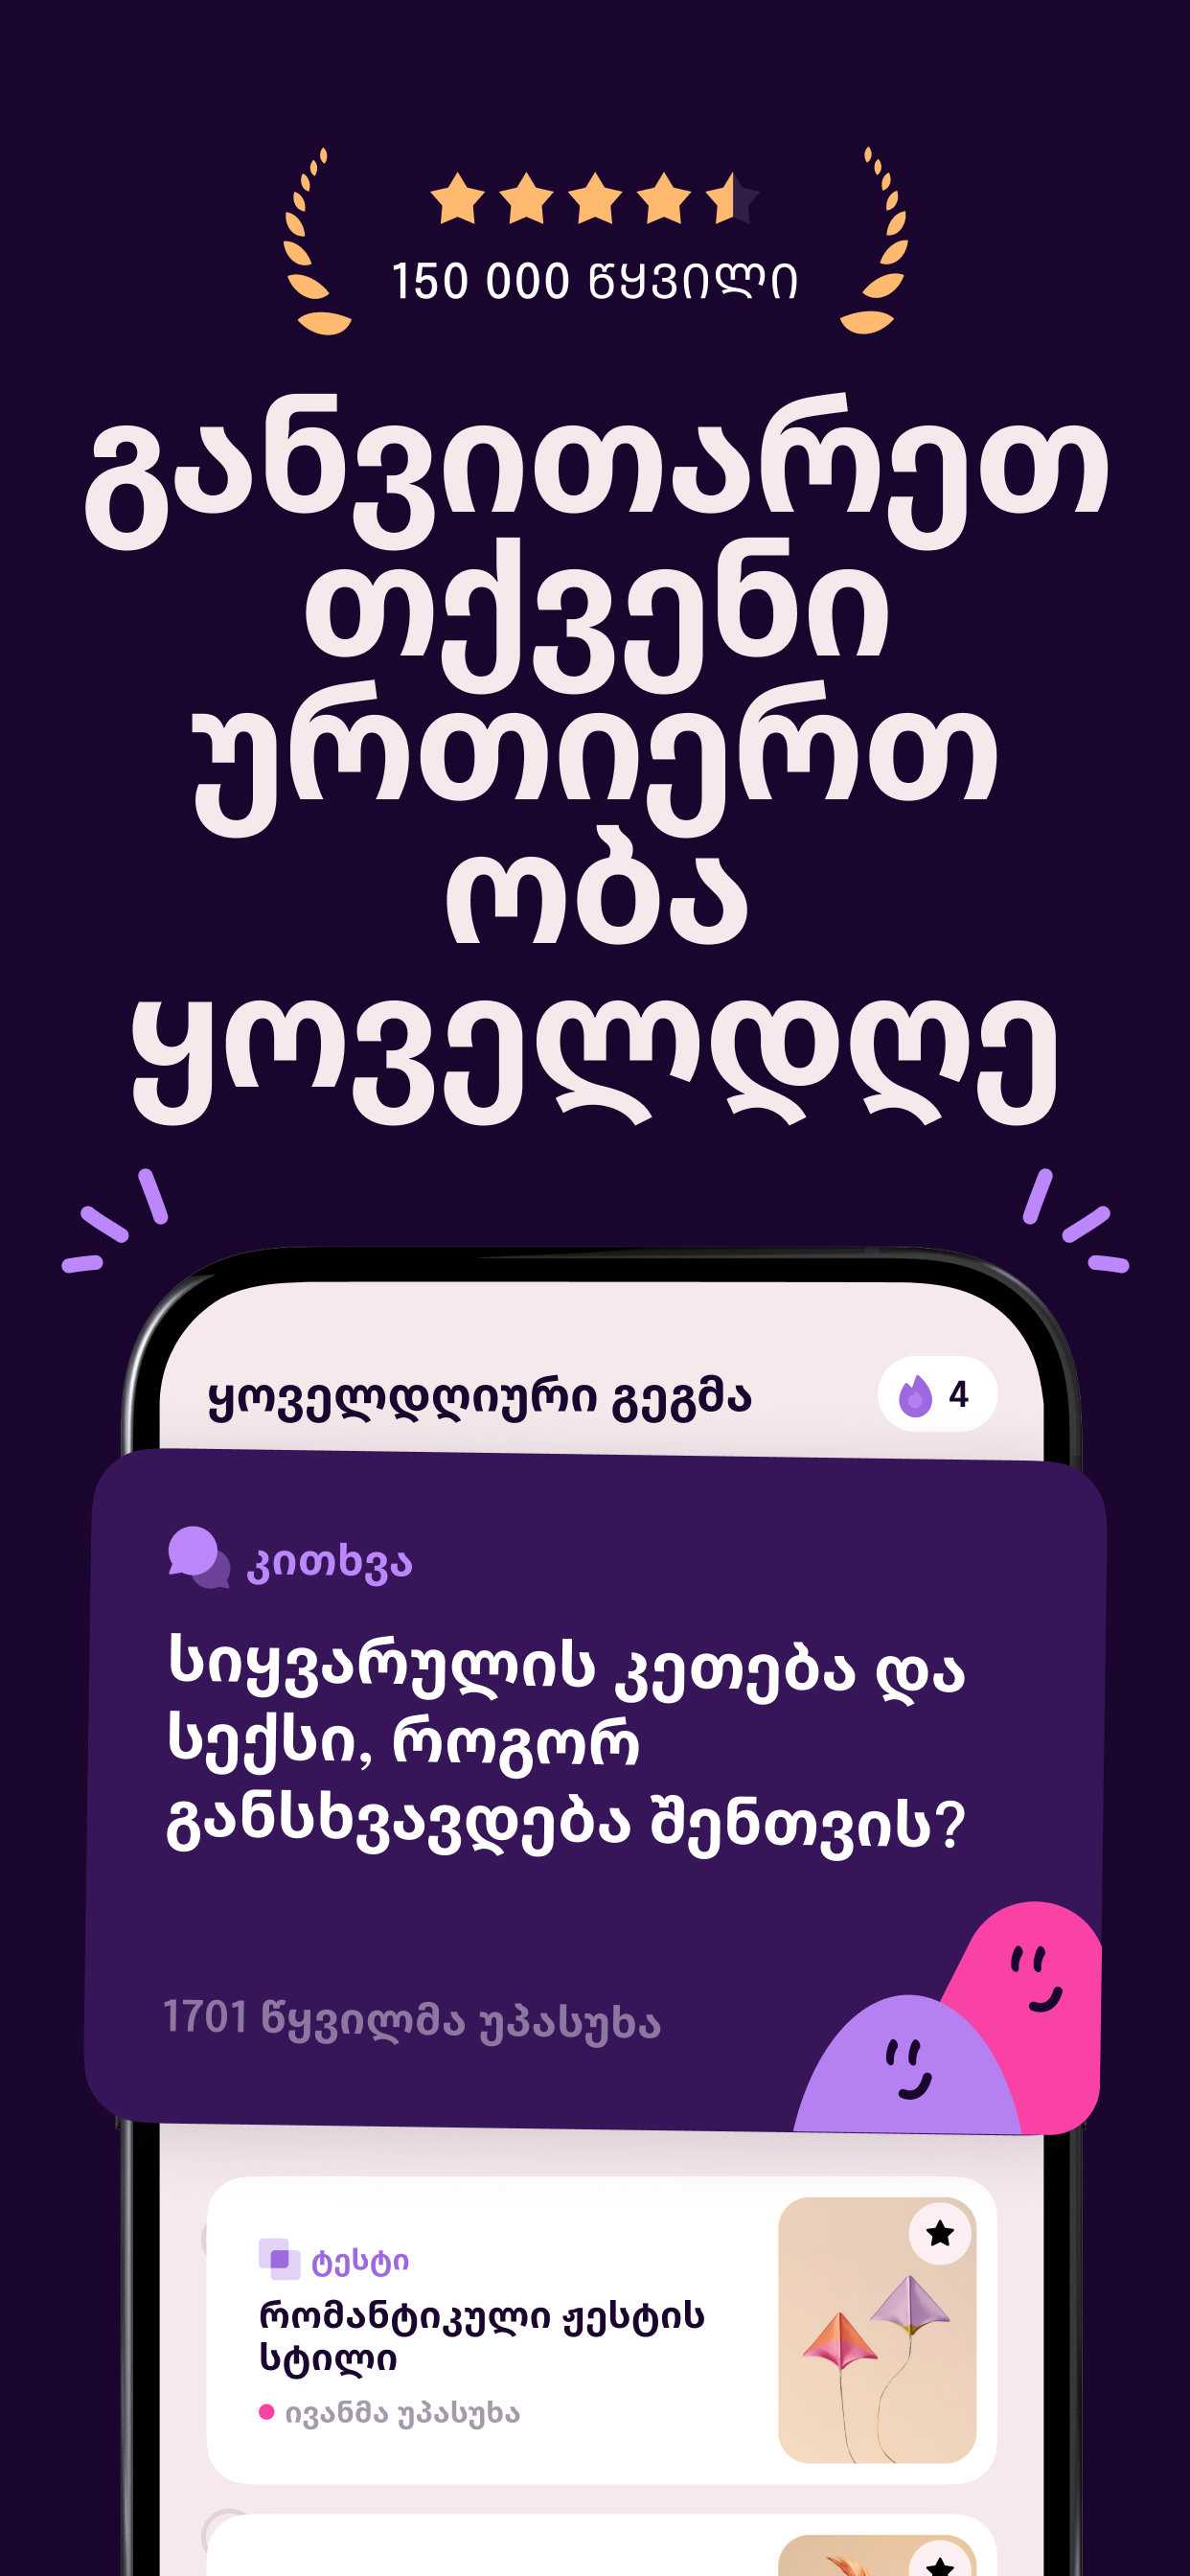 150 000 წყვილი
განვითარეთ
თქვენი
ურთიერთ
ობა
ყოველდღე
ყოველდღიური გეგმა
4
კითხვა
სიყვარულის კეთება და
სექსი, როგორ
განსხვავდება შენთვის?
1701 წყვილმა უპასუხა
ტესტი
რომანტიკული ჟესტის
სტილი
ივანმა უპასუხა